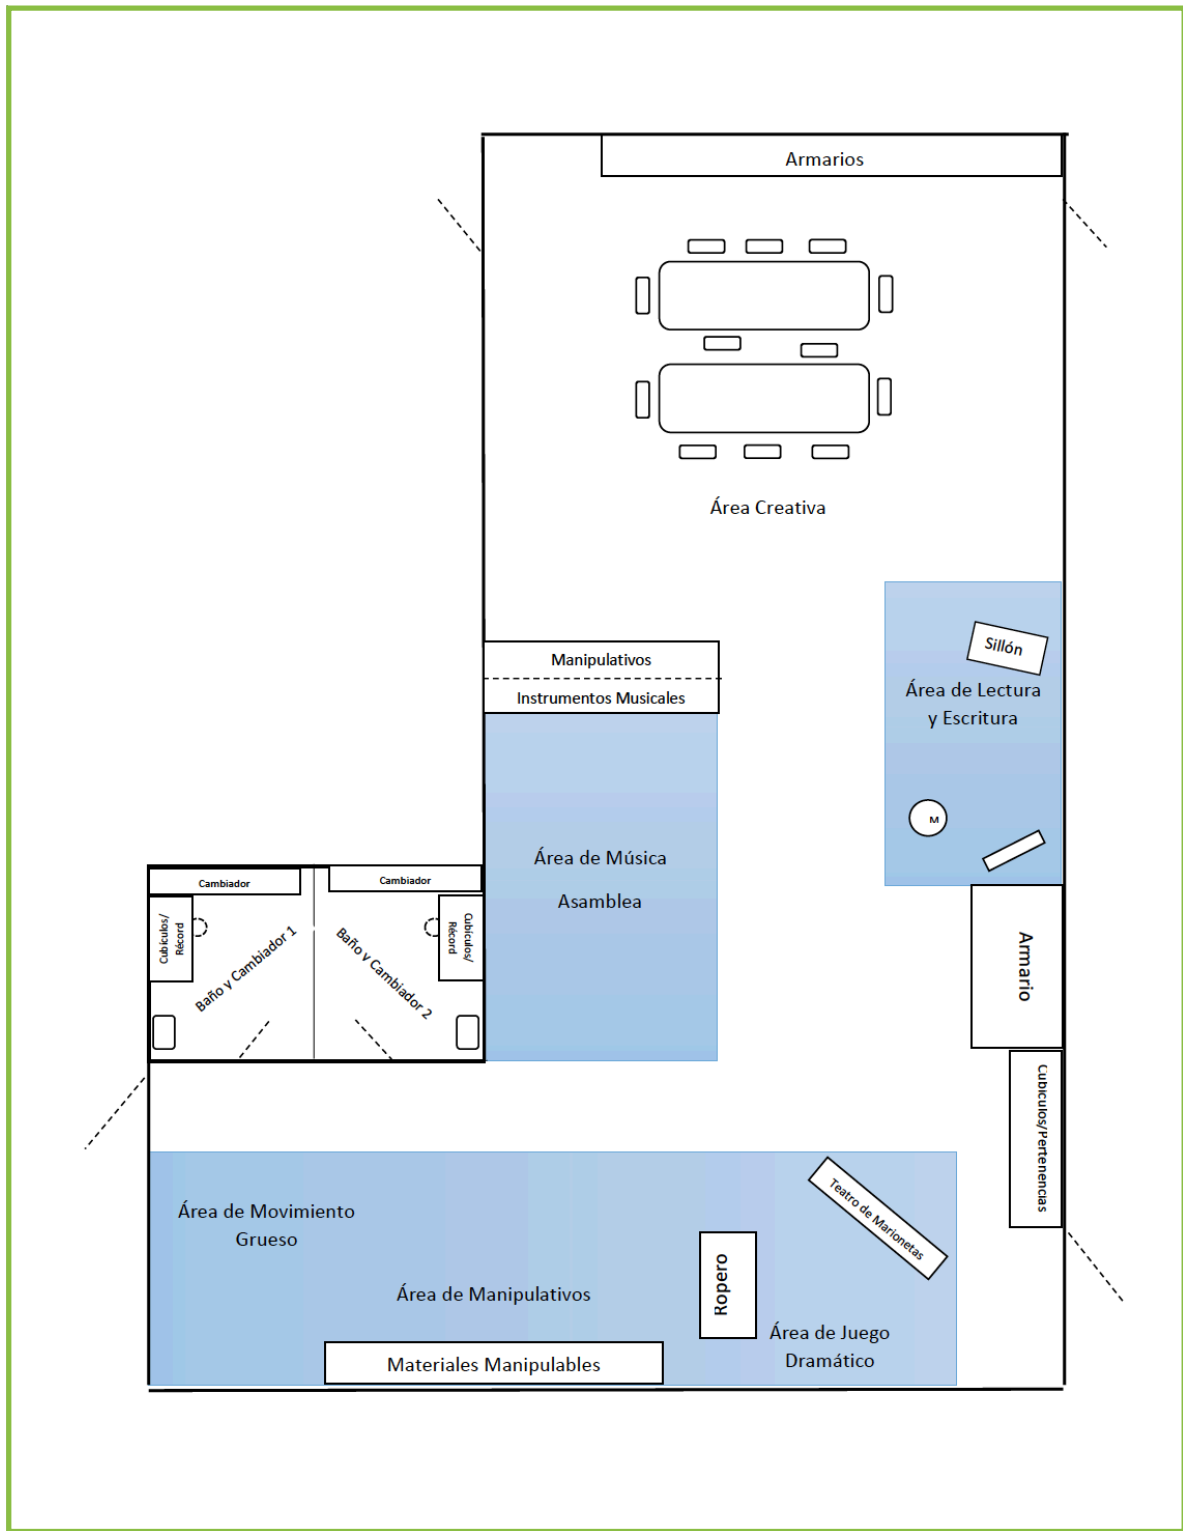 Armarios
Área Creativa
Sillón
Área de Lectura
y Escritura
Manipulativos
Instrumentos Musicales
M
Área de Música
Asamblea
Cambiador
Cambiador
Cubículos/
Récord
Baño y Cambiador 1
Baño y Cambiador 2
Cubículos/
Récord
Armario
Cubiculos/Pertenencias
Área de Movimiento
Grueso
Teatro de Marionetas
Ropero
Área de Manipulativos
Área de Juego
Dramático
Materiales Manipulables